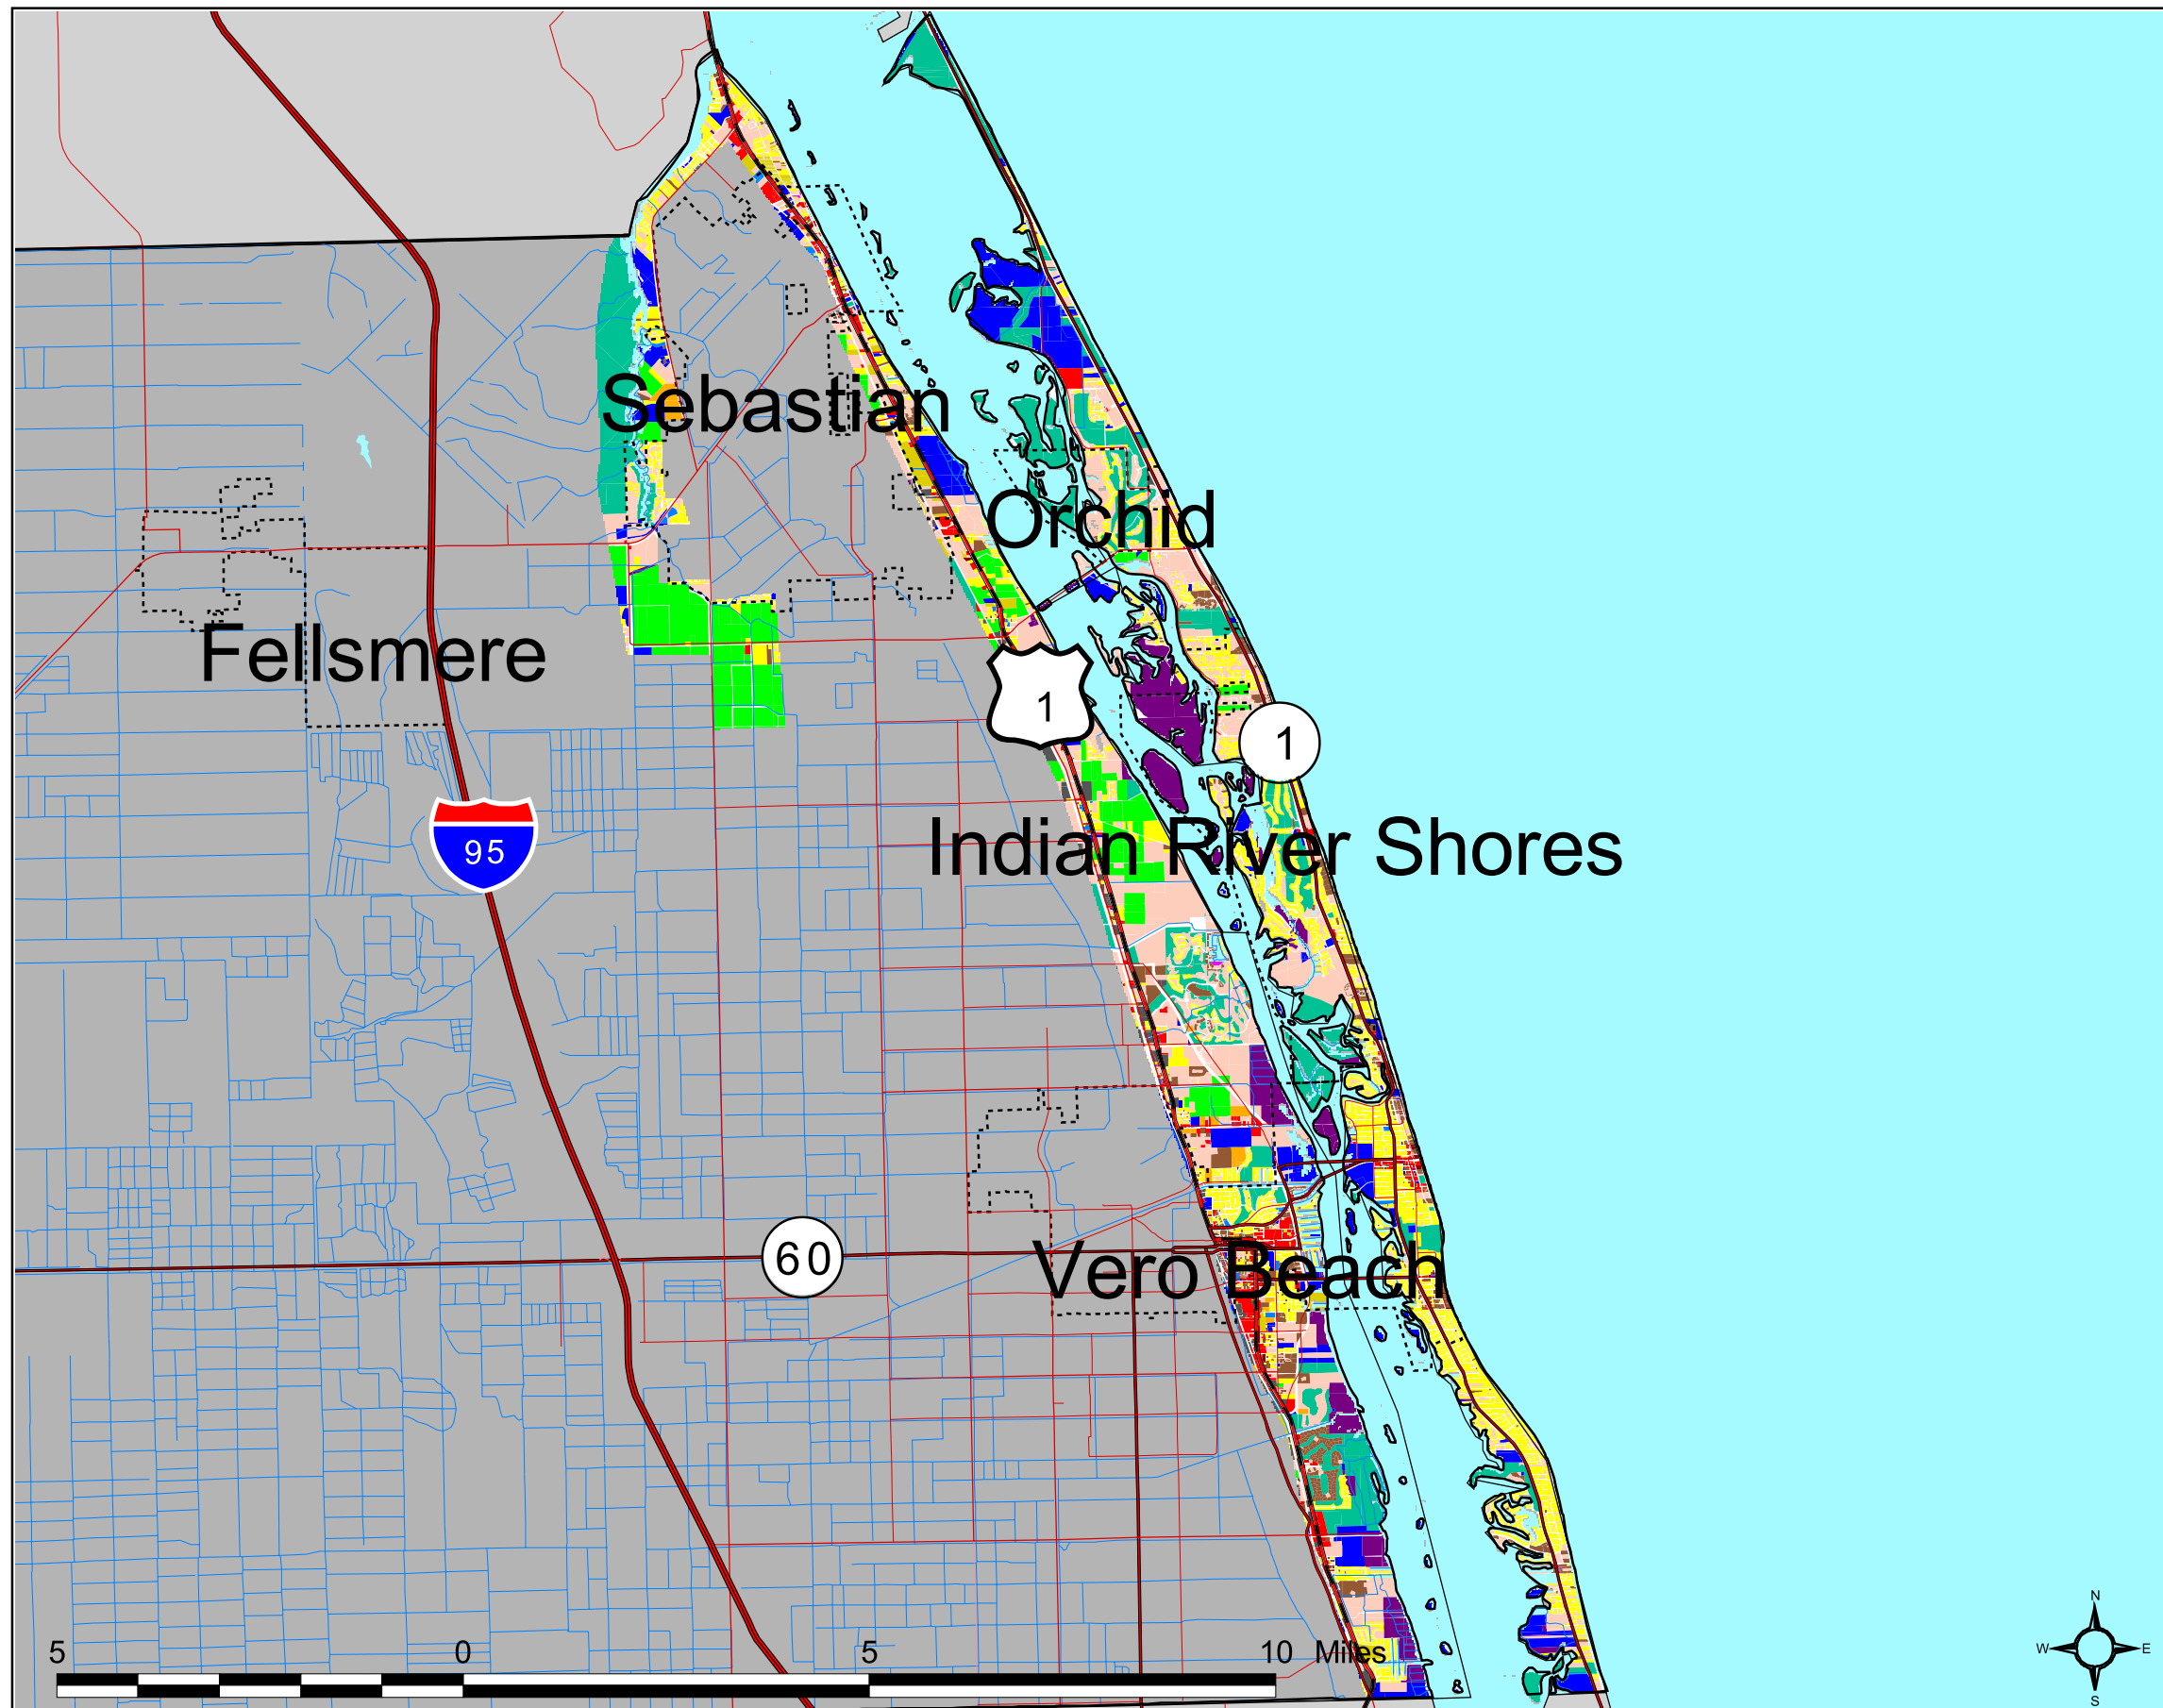 Sebastian
Orchid
Fellsmere
1
1
Indian River Shores
95
60
Vero Beach
5 0 5 10 Miles
N
W E
S